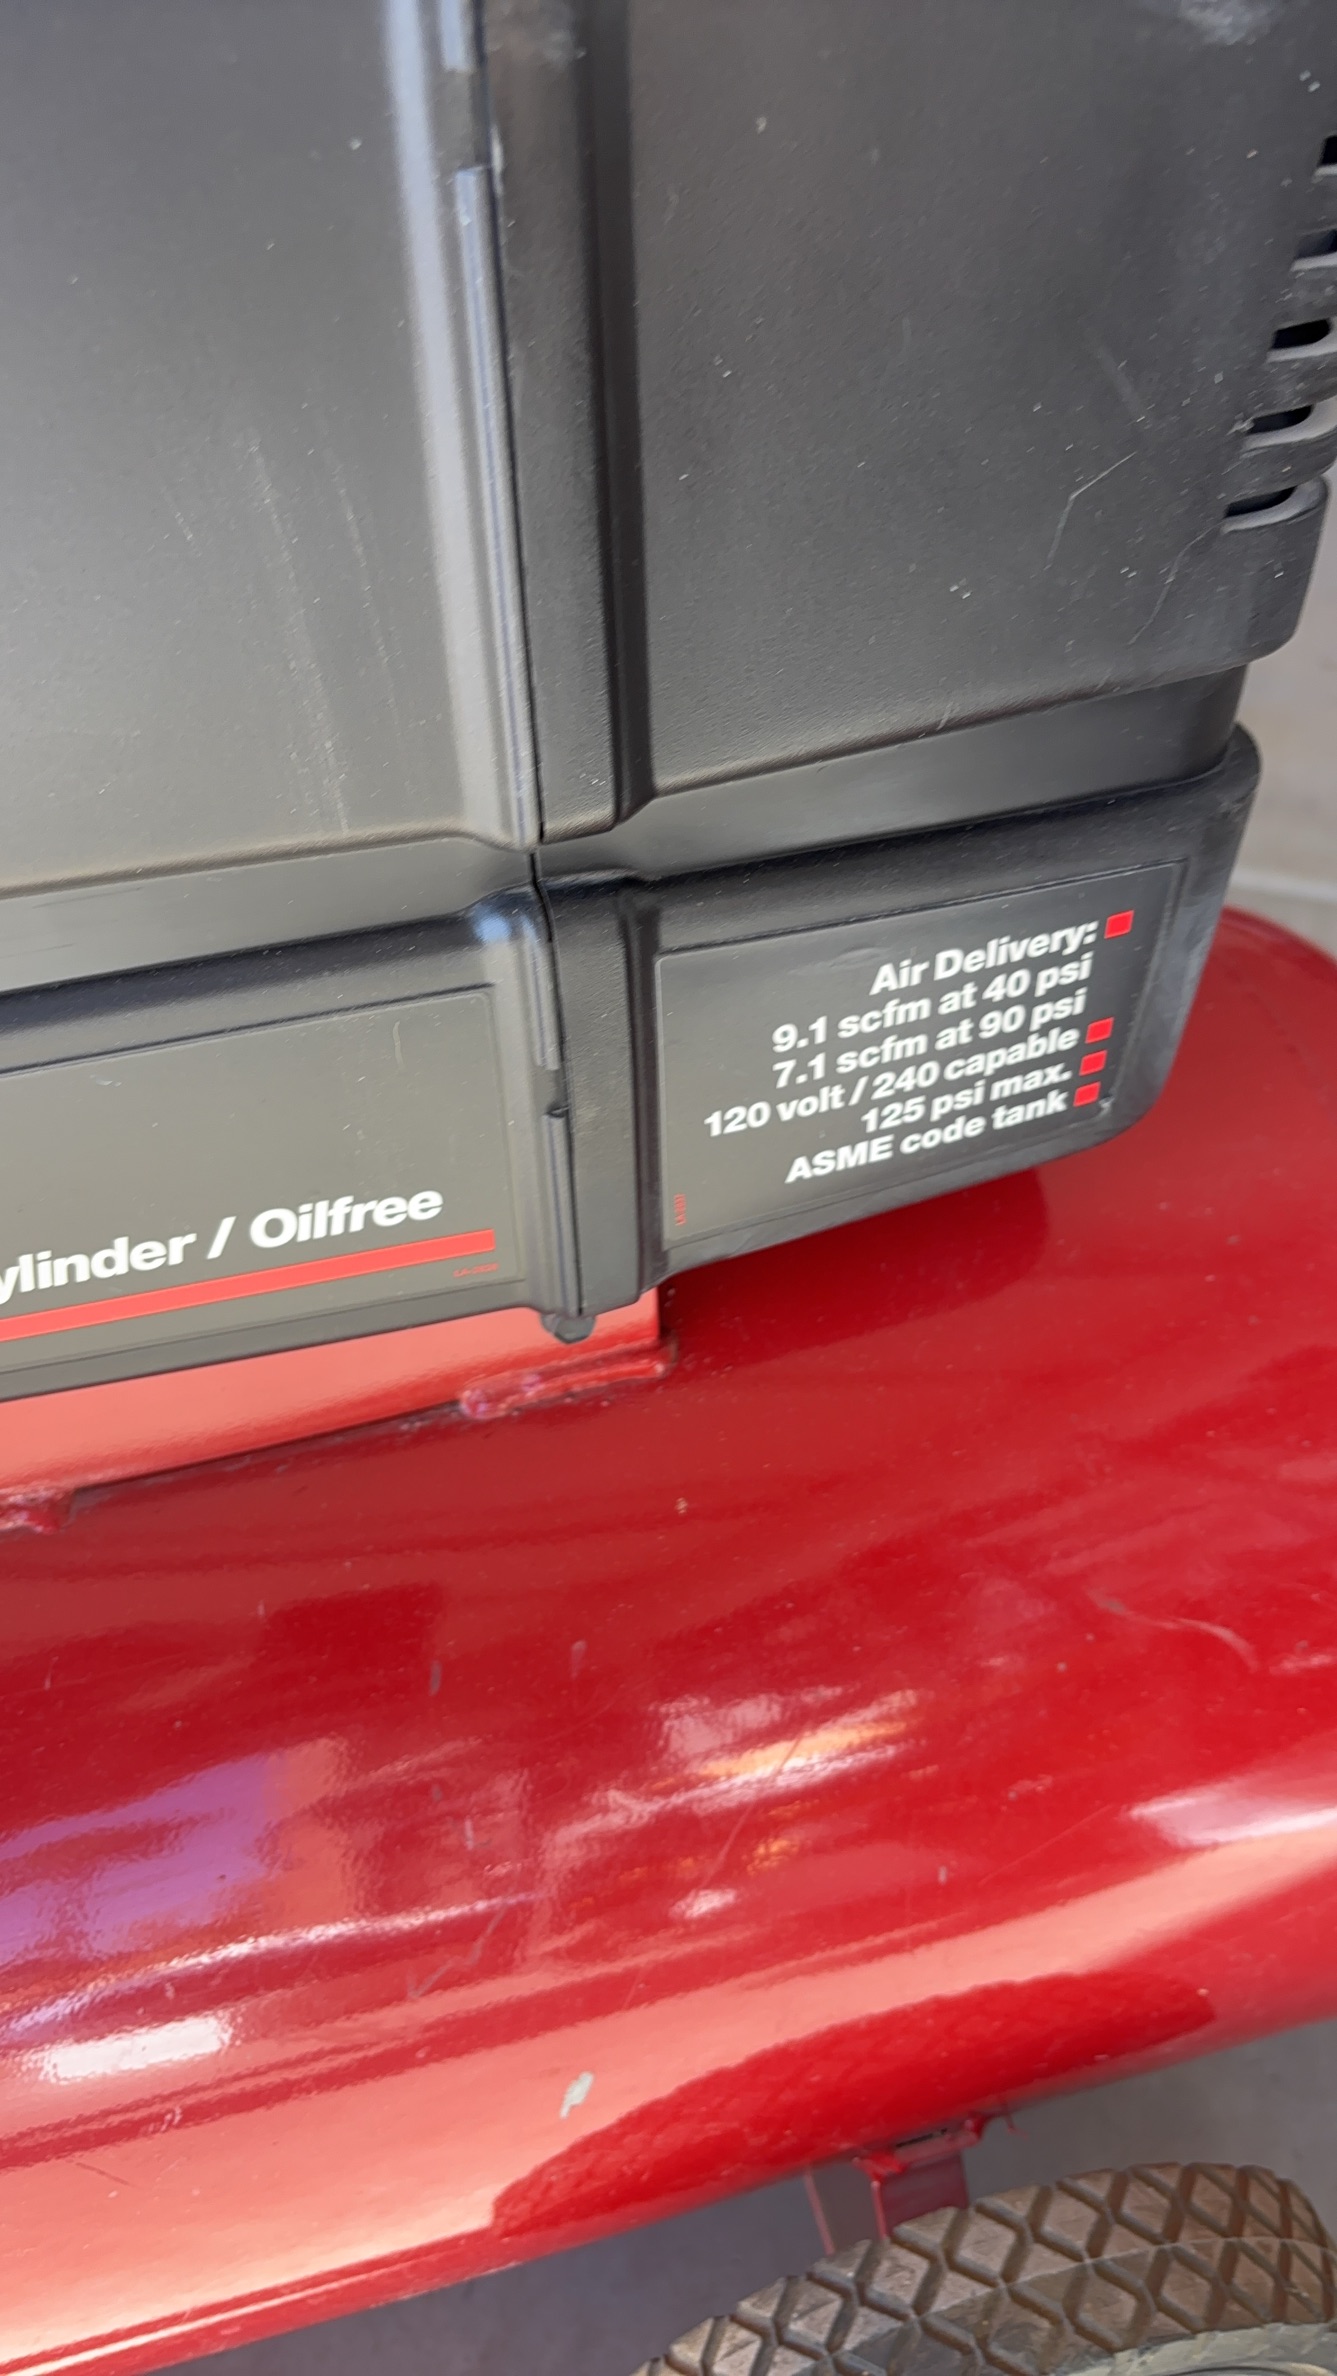 Air Delivery:
9.1 scfm at 40 psi
7.1 scfm at 90 psi
120 volt / 240 capable
125 psi max.
ASME code tank
ylinder / Oilfree